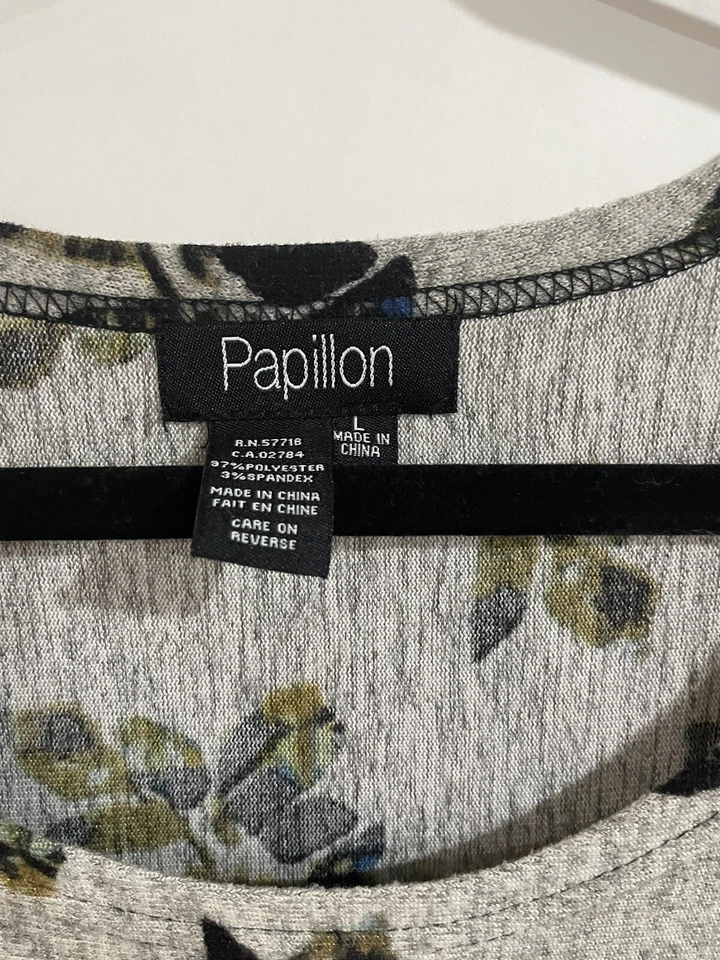 Papillon
L
MADE IN
CHINA
R.N.57718
C.A.02784
97%POLYESTER
3%SPANDEX
MADE IN CHINA
FAIT EN CHINE
CARE ON
REVERSE